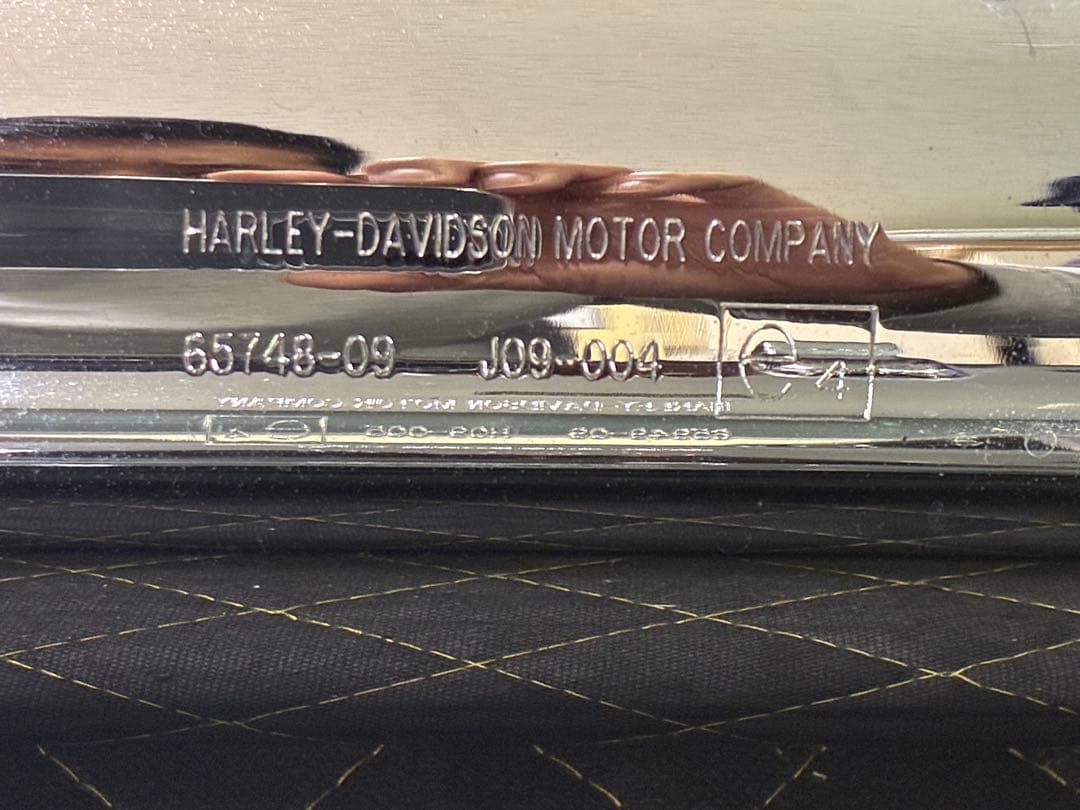 HARLEY-DAVIDSON MOTOR COMPANY
65748-09 J09-004